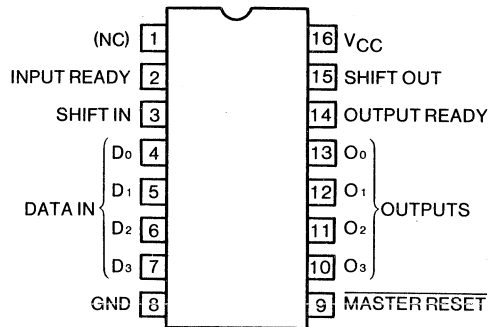 (NC) 1 16 VCC
INPUT READY 2 15 SHIFT OUT
SHIFT IN 3 14 OUTPUT READY
D0 4 13 O0
D1 5 12 O1
DATA IN OUTPUTS
D2 6 11 O2
D3 7 10 O3
GND 8 9 MASTER RESET